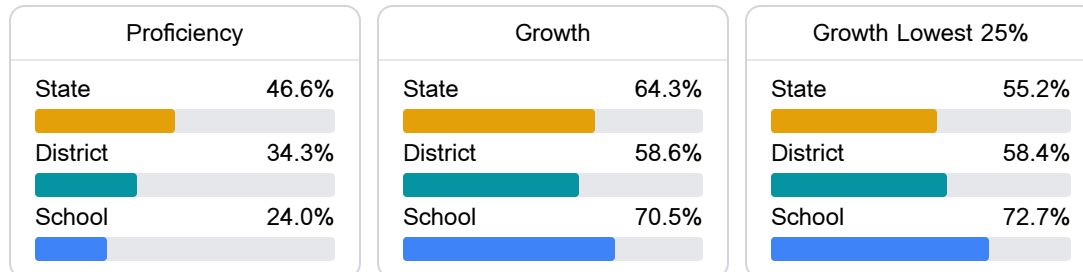 Proficiency
State 46.6%
District 34.3%
School 24.0%
Growth
State 64.3%
District 58.6%
School 70.5%
Growth Lowest 25%
State 55.2%
District 58.4%
School 72.7%